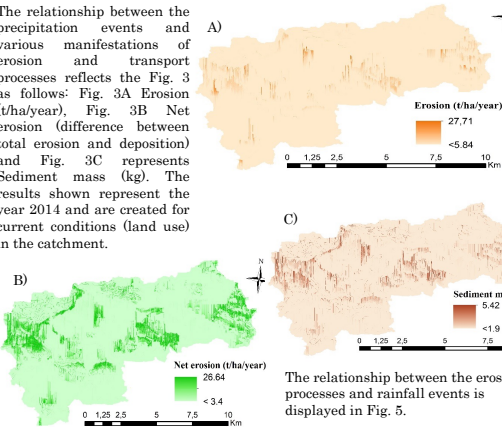 The relationship between the
precipitation events and
various manifestations of
erosion and transport
processes reflects the Fig. 3
as follows: Fig. 3A Erosion
(t/ha/year), Fig. 3B Net
erosion (difference between
total erosion and deposition)
and Fig. 3C represents
Sediment mass (kg). The
results shown represent the
year 2014 and are created for
current conditions (land use)
in the catchment.
A)
Erosion (t/ha/year)
27,71
<5.84
0 1,25 2,5 5 7,5 10
Km
B)
N
Net erosion (t/ha/year)
26.64
< 3.4
0 1,25 2,5 5 7,5 10
Km
C)
Sediment m
5.42
<1.9
0 1,25 2,5 5 7,5
The relationship between the eros
processes and rainfall events is
displayed in Fig. 5.